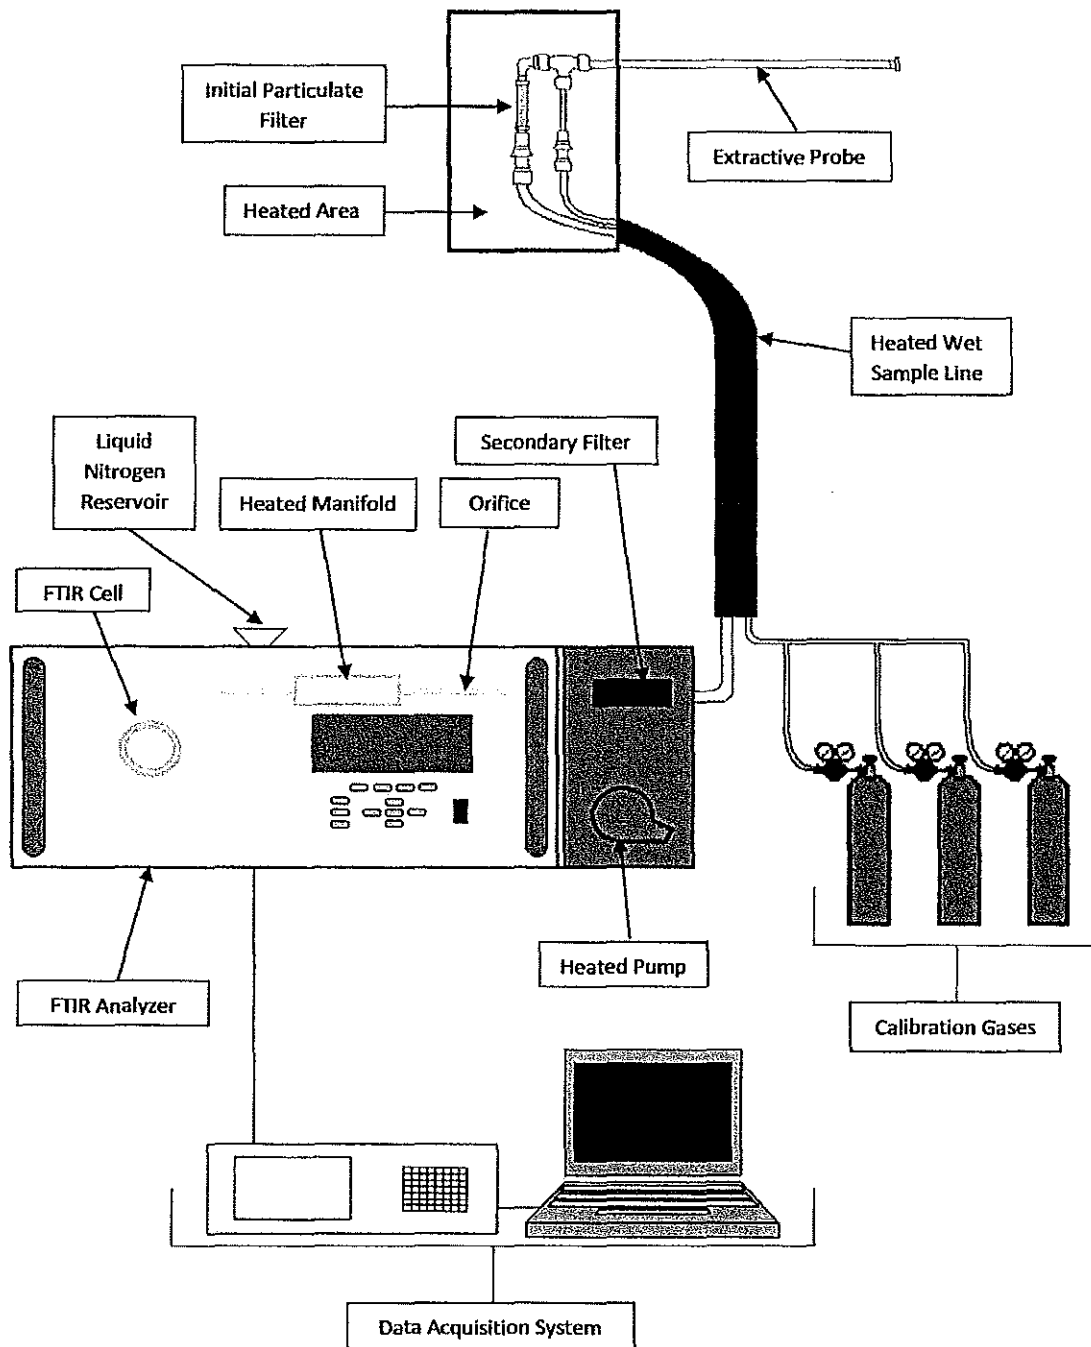 Initial Particulate
Filter
Extractive Probe
Heated Area
Heated Wet
Sample Line
Liquid
Nitrogen
Reservoir
Secondary Filter
Heated Manifold
Orifice
FTIR Cell
Heated Pump
FTIR Analyzer
Calibration Gases
Data Acquisition System